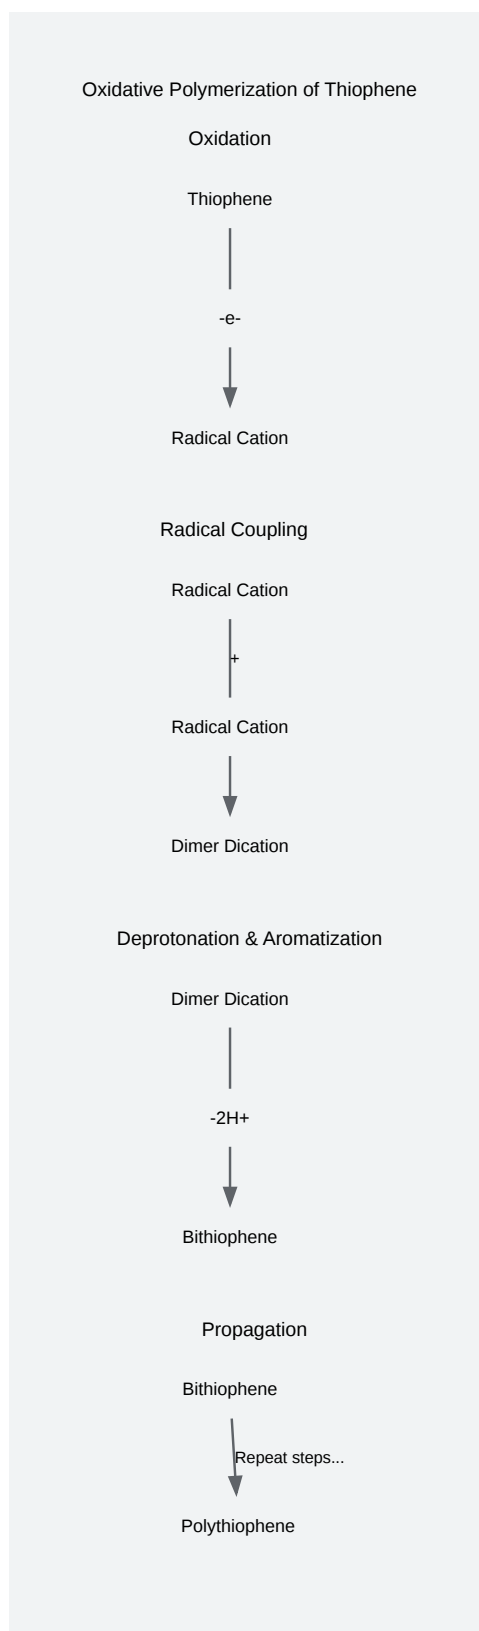 Oxidative Polymerization of Thiophene
Oxidation
Thiophene
-e-
Radical Cation
Radical Coupling
Radical Cation
+
Radical Cation
Dimer Dication
Deprotonation & Aromatization
Dimer Dication
-2H+
Bithiophene
Propagation
Bithiophene
Repeat steps...
Polythiophene